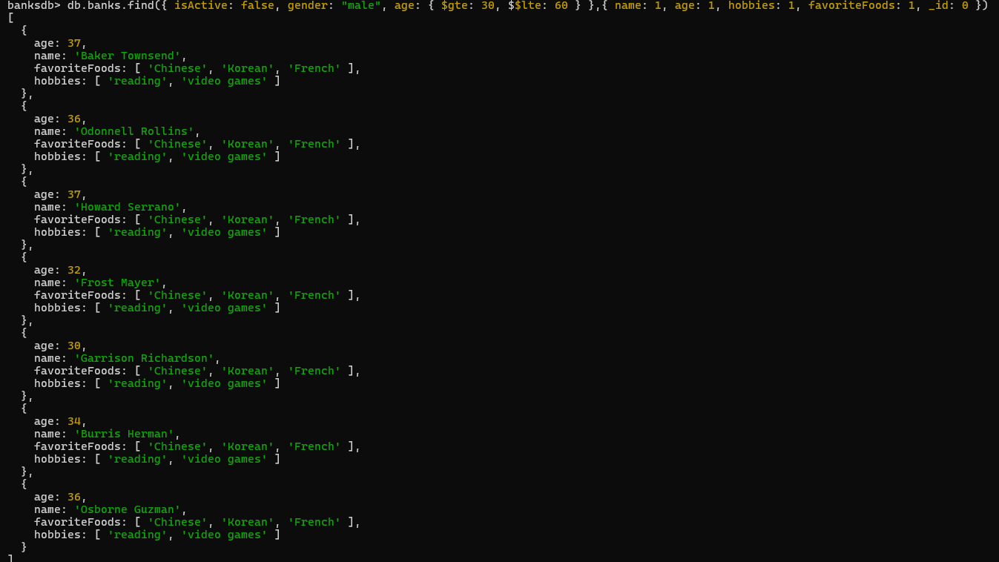 banksdb> db.banks.find({ isActive: false, gender: "male", age: { $gte: 30, $$lte: 60 } },{ name: 1, age: 1, hobbies: 1, favoriteFoods: 1, _id: 0 })
[
  {
    age: 37,
    name: 'Baker Townsend',
    favoriteFoods: [ 'Chinese', 'Korean', 'French' ],
    hobbies: [ 'reading', 'video games' ]
  },
  {
    age: 36,
    name: 'Odonnell Rollins',
    favoriteFoods: [ 'Chinese', 'Korean', 'French' ],
    hobbies: [ 'reading', 'video games' ]
  },
  {
    age: 37,
    name: 'Howard Serrano',
    favoriteFoods: [ 'Chinese', 'Korean', 'French' ],
    hobbies: [ 'reading', 'video games' ]
  },
  {
    age: 32,
    name: 'Frost Mayer',
    favoriteFoods: [ 'Chinese', 'Korean', 'French' ],
    hobbies: [ 'reading', 'video games' ]
  },
  {
    age: 30,
    name: 'Garrison Richardson',
    favoriteFoods: [ 'Chinese', 'Korean', 'French' ],
    hobbies: [ 'reading', 'video games' ]
  },
  {
    age: 34,
    name: 'Burris Herman',
    favoriteFoods: [ 'Chinese', 'Korean', 'French' ],
    hobbies: [ 'reading', 'video games' ]
  },
  {
    age: 36,
    name: 'Osborne Guzman',
    favoriteFoods: [ 'Chinese', 'Korean', 'French' ],
    hobbies: [ 'reading', 'video games' ]
  }
]